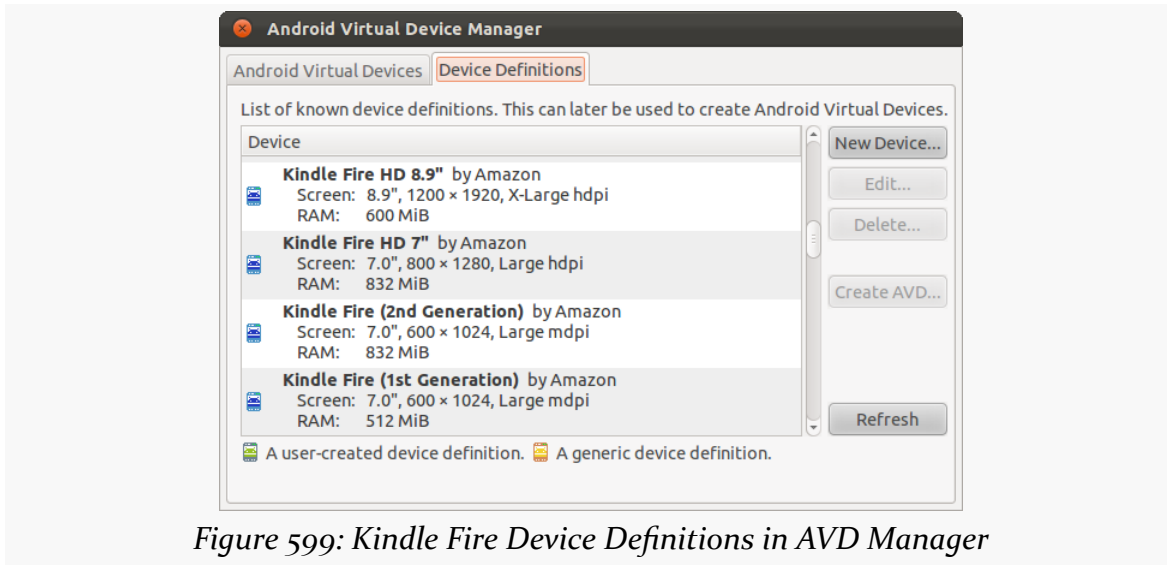 Android Virtual Device Manager
Android Virtual Devices Device Definitions
List of known device definitions. This can later be used to create Android Virtual Devices.
Device
New Device...
Kindle Fire HD 8.9" by Amazon
Screen: 8.9", 1200 × 1920, X-Large hdpi
RAM: 600 MiB
Edit...
Delete...
Kindle Fire HD 7" by Amazon
Screen: 7.0", 800 × 1280, Large hdpi
RAM: 832 MiB
Create AVD...
Kindle Fire (2nd Generation) by Amazon
Screen: 7.0", 600 × 1024, Large mdpi
RAM: 832 MiB
Kindle Fire (1st Generation) by Amazon
Screen: 7.0", 600 × 1024, Large mdpi
RAM: 512 MiB
Refresh
A user-created device definition. A generic device definition.
Figure 599: Kindle Fire Device Definitions in AVD Manager